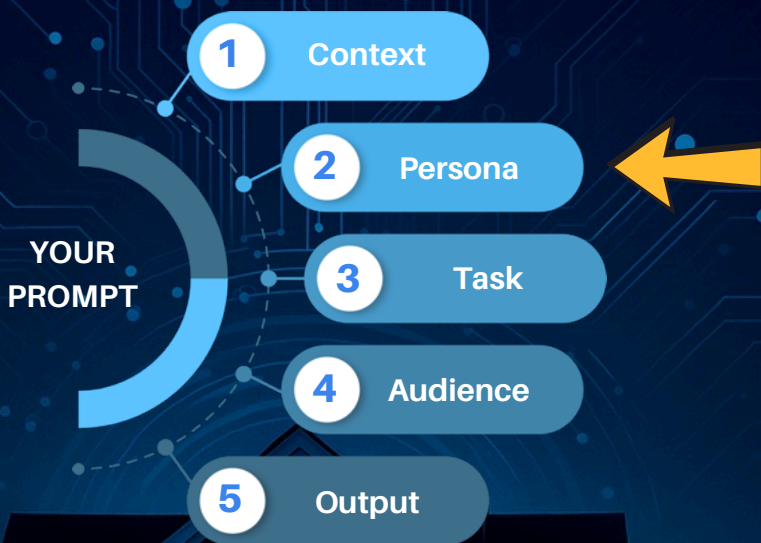 1 Context
2 Persona
YOUR
PROMPT
3 Task
4 Audience
5 Output